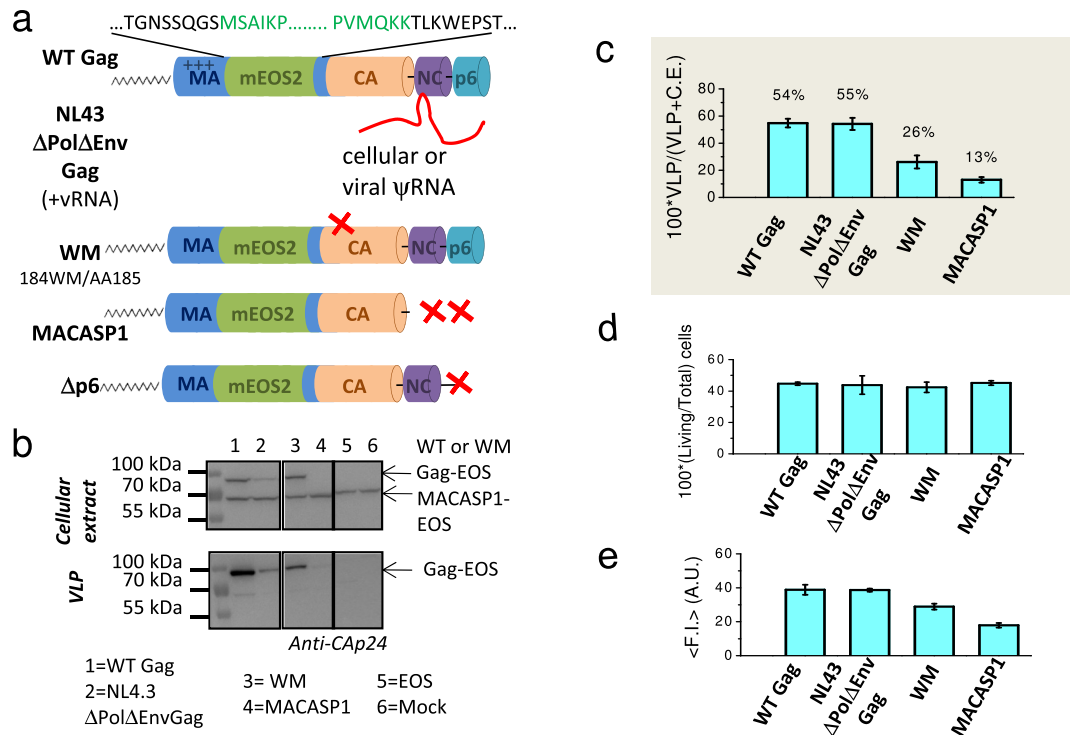 a
...TGNSSQGSMSAIKP........ PVMQKKTLKWEPST...
WT Gag
+++
MA mEOS2 CA NC p6
NL43
ΔPolΔEnv
Gag
(+vRNA)
cellular or
viral ψRNA
WM
184WM/AA185
MA mEOS2 CA NC p6
MACASP1
MA mEOS2 CA
Δp6
MA mEOS2 CA NC
b
1 2 3 4 5 6 WT or WM
Cellular
extract
100 kDa
70 kDa
55 kDa
Gag-EOS
MACASP1-
EOS
VLP
100 kDa
70 kDa
55 kDa
Gag-EOS
Anti-CAp24
1=WT Gag
2=NL4.3
ΔPolΔEnvGag
3= WM
4=MACASP1
5=EOS
6=Mock
c
100*VLP/(VLP+C.E.)
80
60
40
20
0
54%
55%
26%
13%
WT Gag
NL43
ΔPolΔEnv
Gag
WM
MACASP1
d
100*(Living/Total) cells
60
40
20
0
WT Gag
NL43
ΔPolΔEnv
Gag
WM
MACASP1
e
<F.I.> (A.U.)
60
40
20
0
WT Gag
NL43
ΔPolΔEnv
Gag
WM
MACASP1